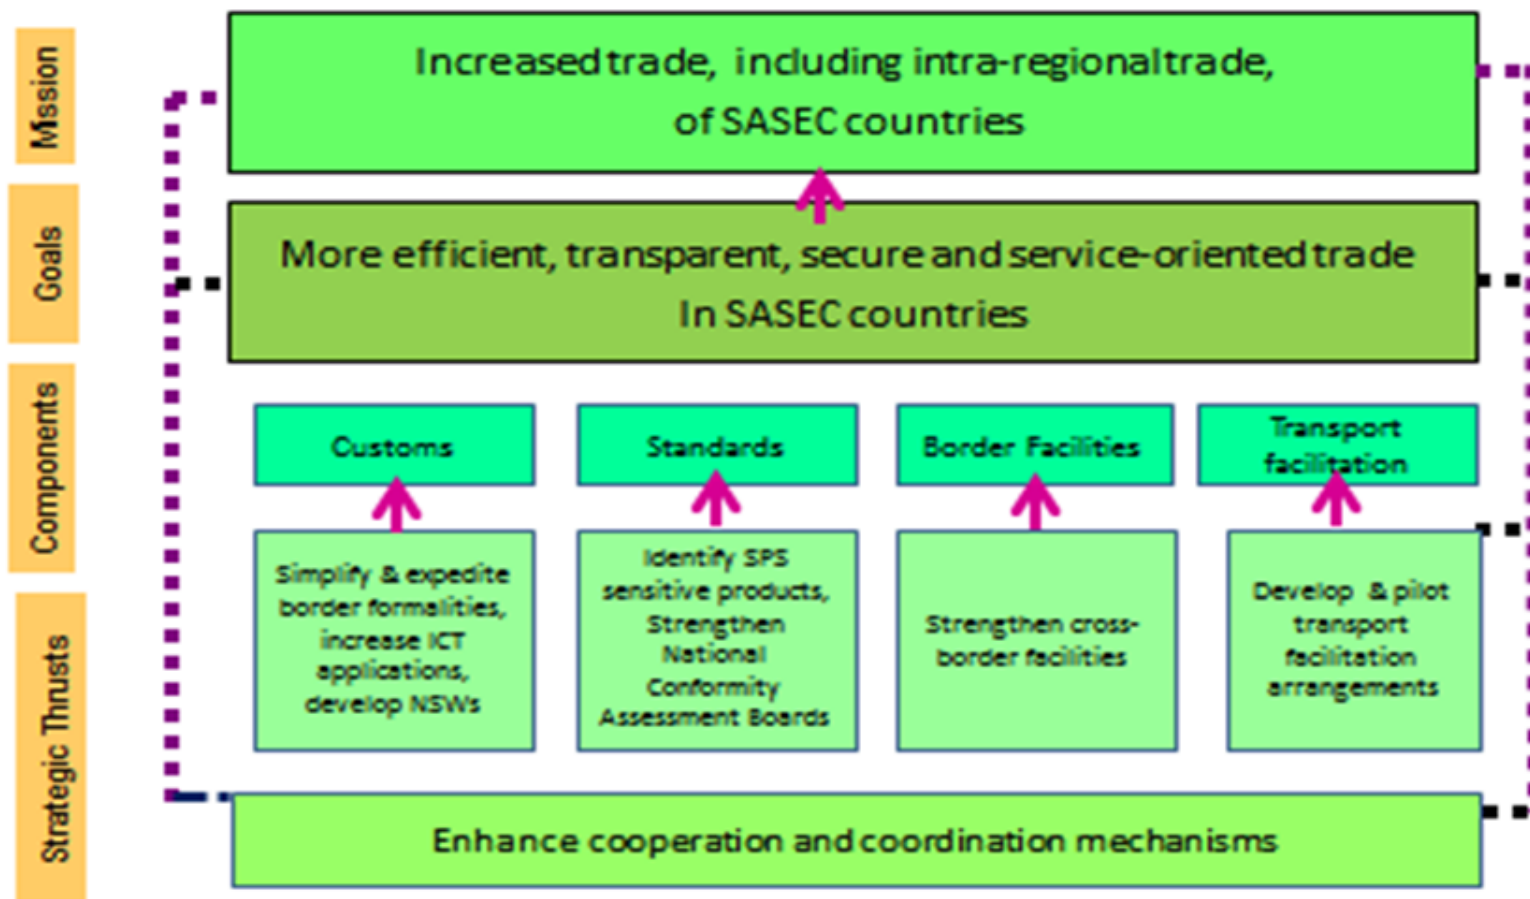 Mission
Increased trade, including intra-regional trade,
of SASEC countries
Goals
More efficient, transparent, secure and service-oriented trade
In SASEC countries
Components
Customs
Standards
Border Facilities
Transport
facilitation
Strategic Thrusts
Simplify & expedite
border formalities,
increase ICT
applications,
develop NSWs
Identify SPS
sensitive products,
Strengthen
National
Conformity
Assessment Boards
Strengthen cross-
border facilities
Develop & pilot
transport
facilitation
arrangements
Enhance cooperation and coordination mechanisms